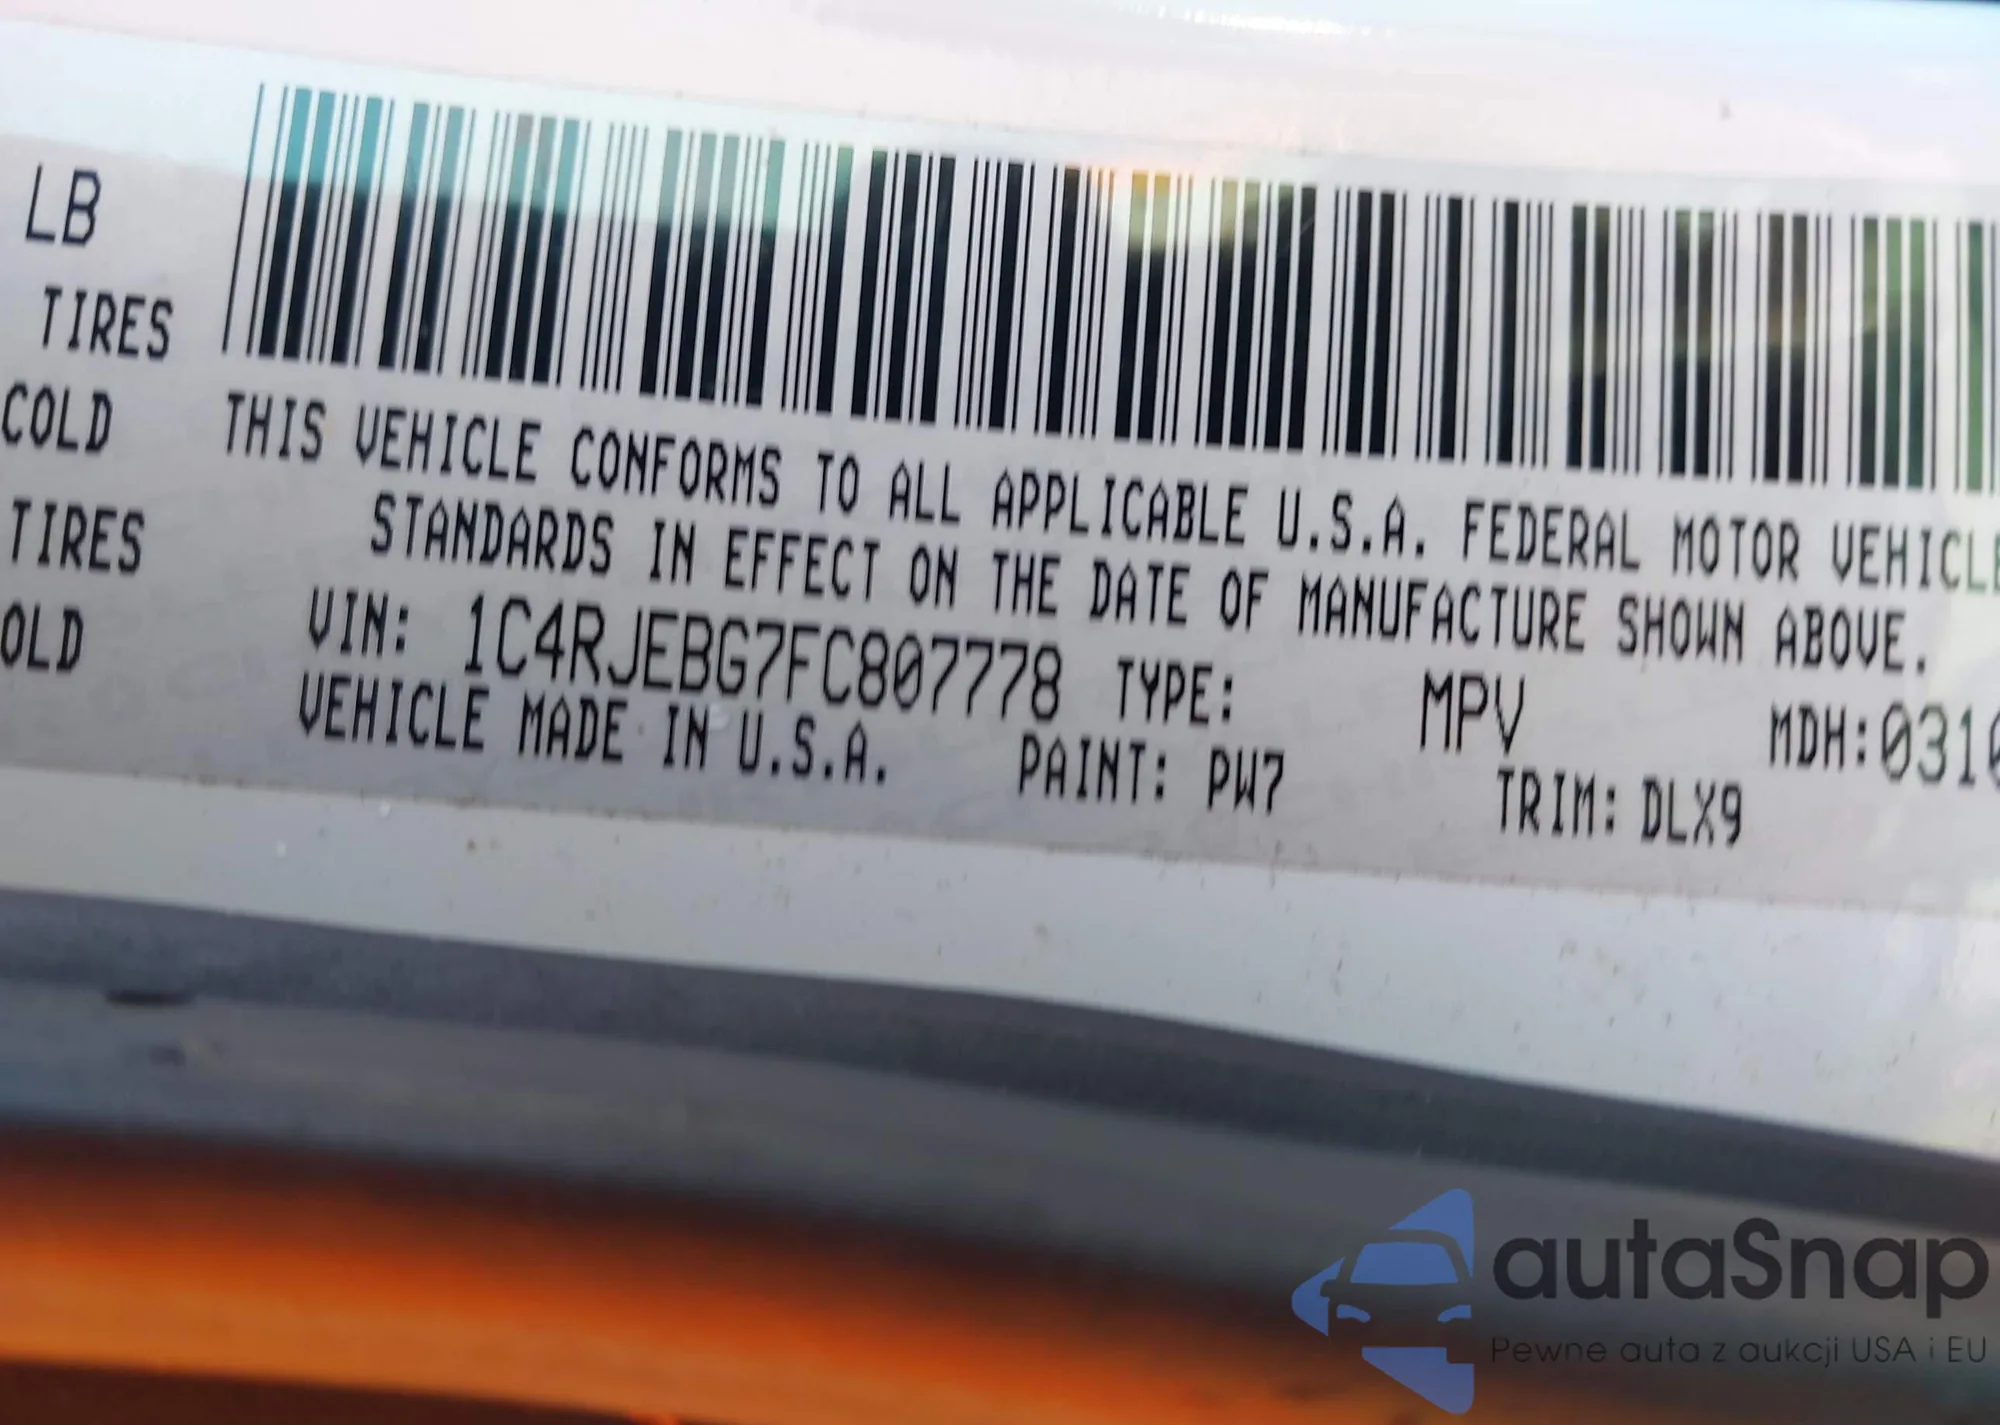 LB
TIRES
COLD
TIRES
OLD
THIS VEHICLE CONFORMS TO ALL APPLICABLE U.S.A. FEDERAL MOTOR VEHICLE
STANDARDS IN EFFECT ON THE DATE OF MANUFACTURE SHOWN ABOVE.
VIN: 1C4RJEBG7FC807778 TYPE: MPV MDH:0310
VEHICLE MADE IN U.S.A. PAINT: PW7 TRIM: DLX9
autaSnap
Pewne auta z aukcji USA i EU